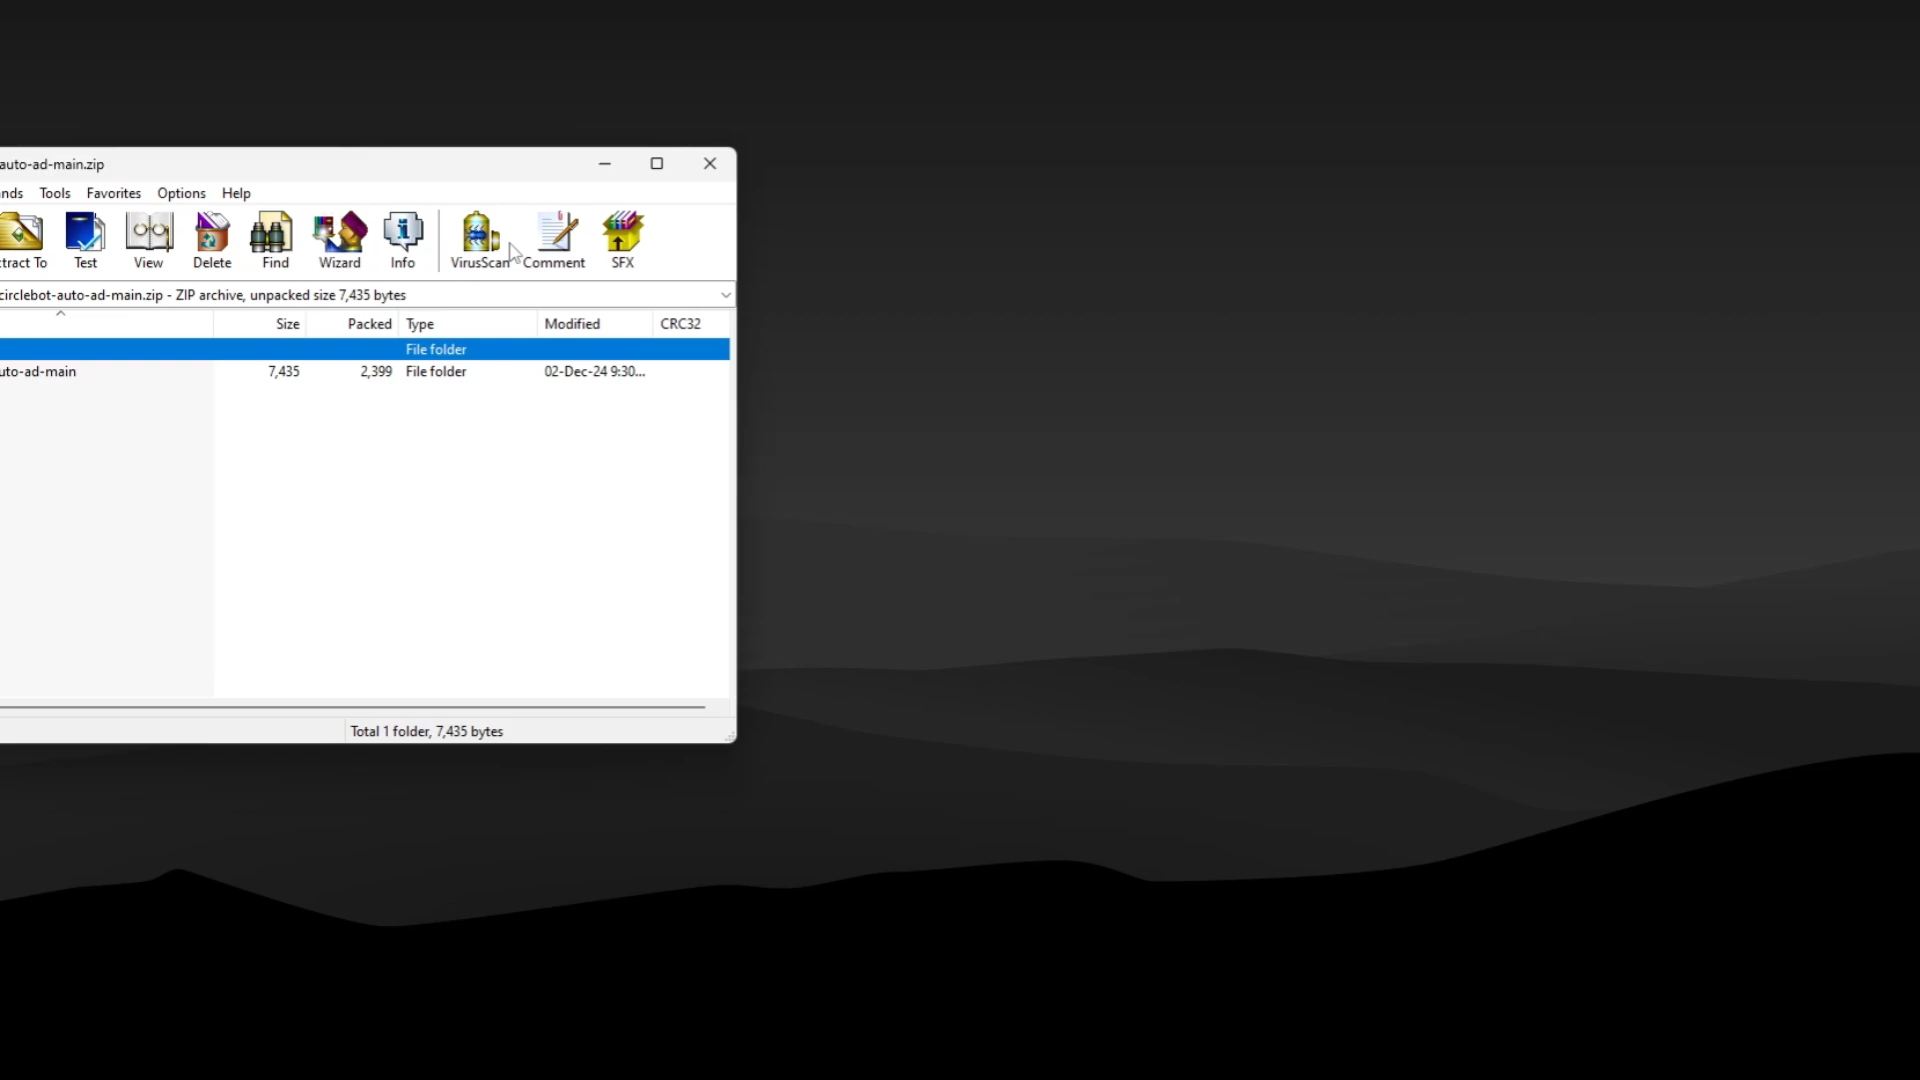 auto-ad-main.zip
nds Tools Favorites Options Help
tract To Test View Delete Find Wizard Info VirusScan Comment SFX
circlebot-auto-ad-main.zip - ZIP archive, unpacked size 7,435 bytes
Size Packed Type Modified CRC32
File folder
uto-ad-main 7,435 2,399 File folder 02-Dec-24 9:30...
Total 1 folder, 7,435 bytes